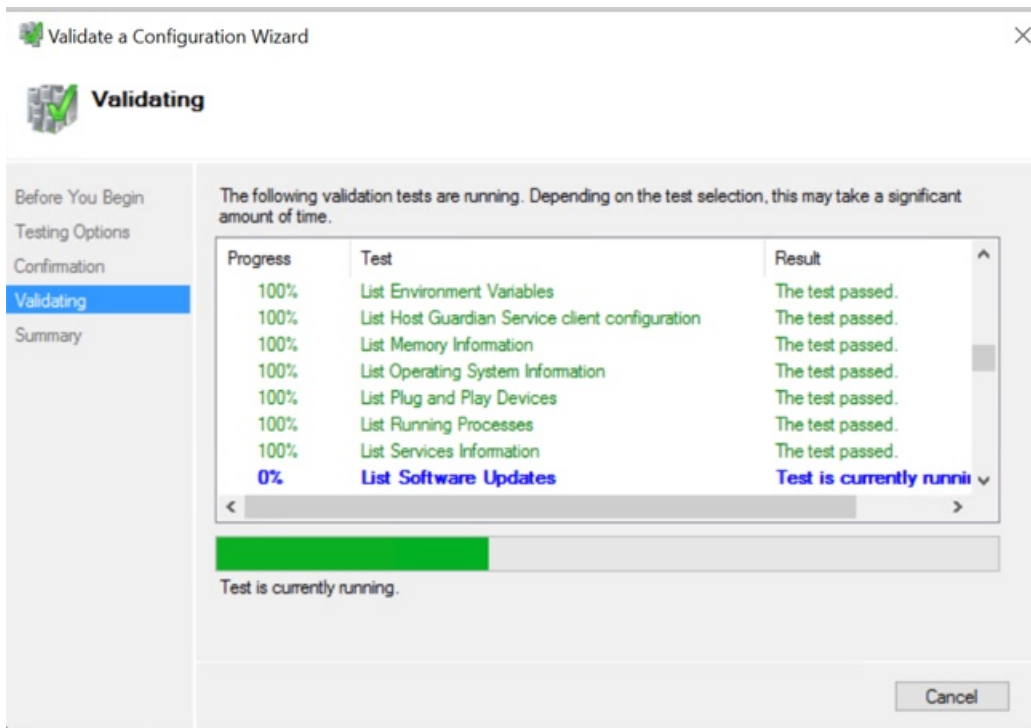 Validate a Configuration Wizard
Validating
Before You Begin
Testing Options
Confirmation
Validating
Summary
The following validation tests are running. Depending on the test selection, this may take a significant
amount of time.
Progress Test Result
100% List Environment Variables The test passed.
100% List Host Guardian Service client configuration The test passed.
100% List Memory Information The test passed.
100% List Operating System Information The test passed.
100% List Plug and Play Devices The test passed.
100% List Running Processes The test passed.
100% List Services Information The test passed.
0% List Software Updates Test is currently
Test is currently running.
Cancel